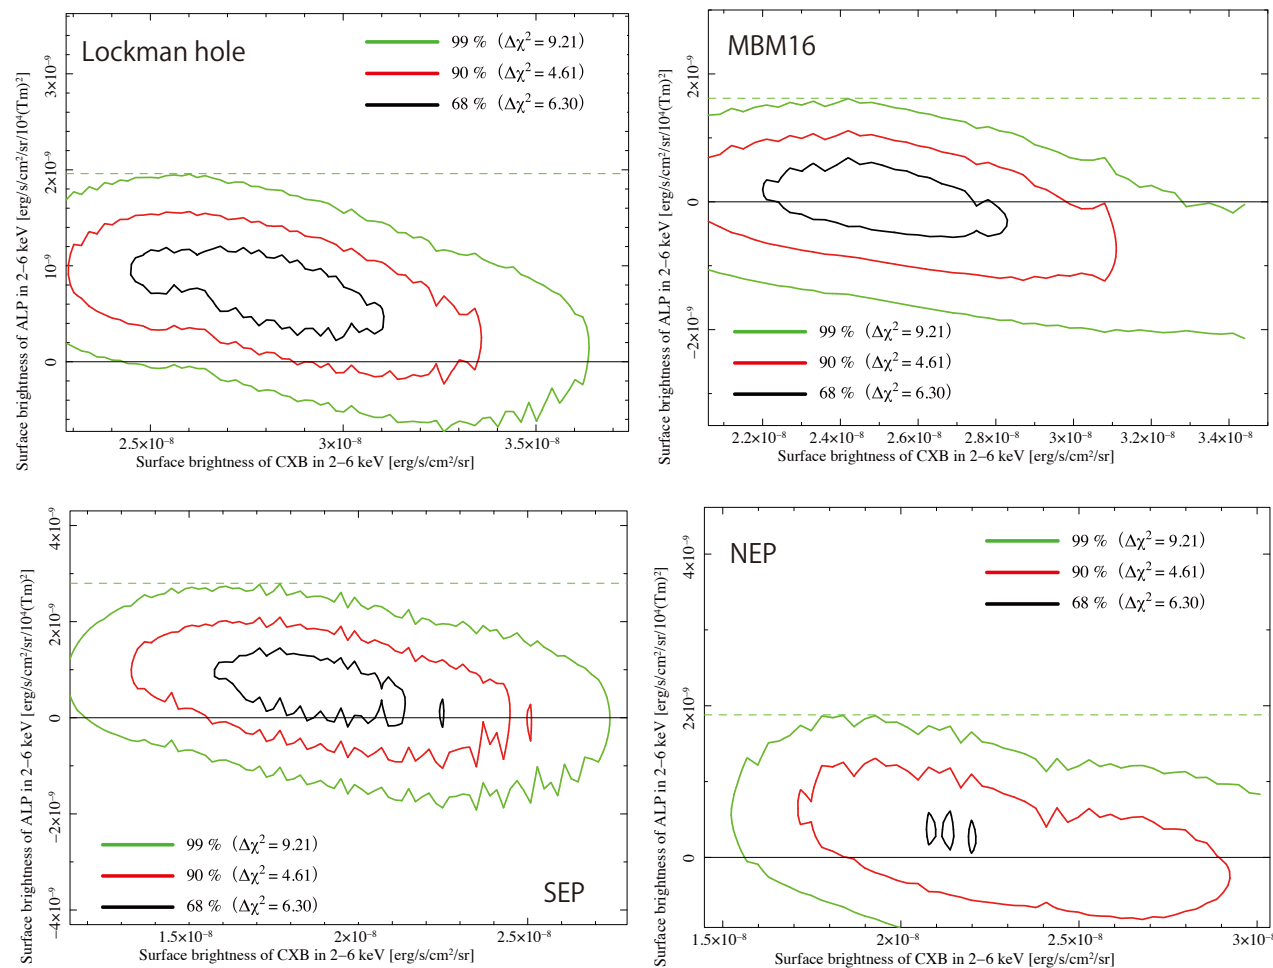 Lockman hole
99 % (Δχ² = 9.21)
90 % (Δχ² = 4.61)
68 % (Δχ² = 6.30)
Surface brightness of ALP in 2–6 keV [erg/s/cm²/sr/10⁴(Tm)²]
3×10⁻⁹
2×10⁻⁹
10⁻⁹
0
2.5×10⁻⁸ 3×10⁻⁸ 3.5×10⁻⁸
Surface brightness of CXB in 2–6 keV [erg/s/cm²/sr]
MBM16
Surface brightness of ALP in 2–6 keV [erg/s/cm²/sr/10⁴(Tm)²]
2×10⁻⁹
0
−2×10⁻⁹
99 % (Δχ² = 9.21)
90 % (Δχ² = 4.61)
68 % (Δχ² = 6.30)
2.2×10⁻⁸ 2.4×10⁻⁸ 2.6×10⁻⁸ 2.8×10⁻⁸ 3×10⁻⁸ 3.2×10⁻⁸ 3.4×10⁻⁸
Surface brightness of CXB in 2–6 keV [erg/s/cm²/sr]
Surface brightness of ALP in 2–6 keV [erg/s/cm²/sr/10⁴(Tm)²]
4×10⁻⁹
2×10⁻⁹
0
−2×10⁻⁹
−4×10⁻⁹
99 % (Δχ² = 9.21)
90 % (Δχ² = 4.61)
68 % (Δχ² = 6.30)
SEP
1.5×10⁻⁸ 2×10⁻⁸ 2.5×10⁻⁸
Surface brightness of CXB in 2–6 keV [erg/s/cm²/sr]
NEP
99 % (Δχ² = 9.21)
90 % (Δχ² = 4.61)
68 % (Δχ² = 6.30)
Surface brightness of ALP in 2–6 keV [erg/s/cm²/sr/10⁴(Tm)²]
4×10⁻⁹
2×10⁻⁹
0
1.5×10⁻⁸ 2×10⁻⁸ 2.5×10⁻⁸
Surface brightness of CXB in 2–6 keV [erg/s/cm²/sr]